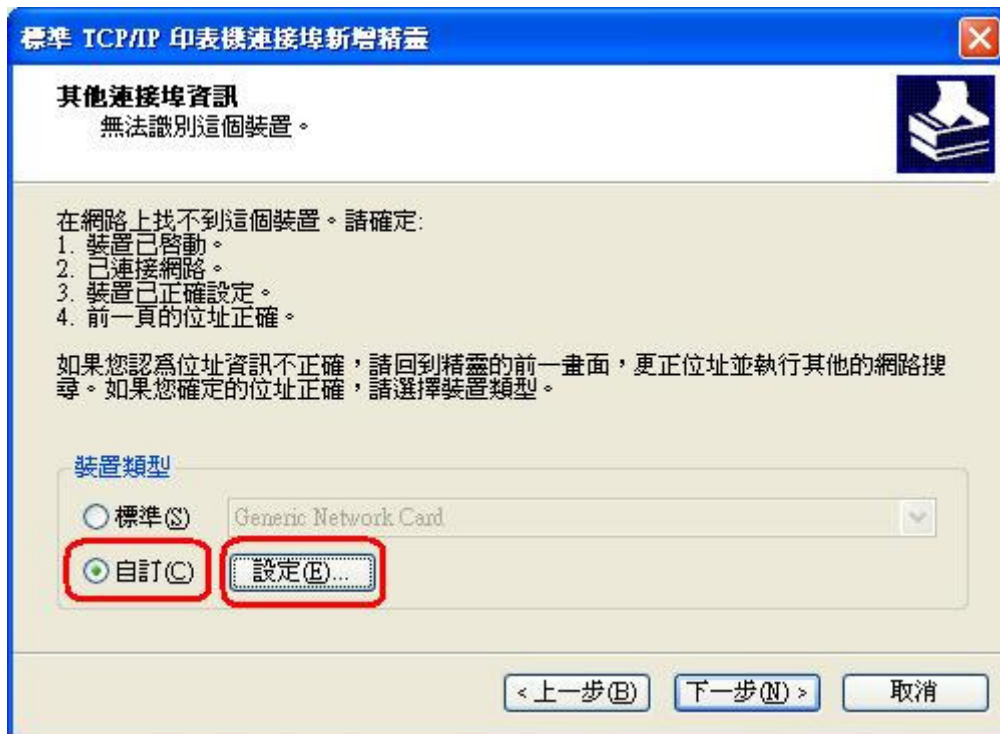 標準 TCP/IP 印表機連接埠新增精靈
其他連接埠資訊
無法識別這個裝置。
在網路上找不到這個裝置。請確定:
1. 裝置已啓動。
2. 已連接網路。
3. 裝置已正確設定。
4. 前一頁的位址正確。
如果您認爲位址資訊不正確，請回到精靈的前一畫面，更正位址並執行其他的網路搜
尋。如果您確定的位址正確，請選擇裝置類型。
裝置類型
標準(S) Generic Network Card
自訂(C) 設定(E)...
<上一步(B) 下一步(N)> 取消